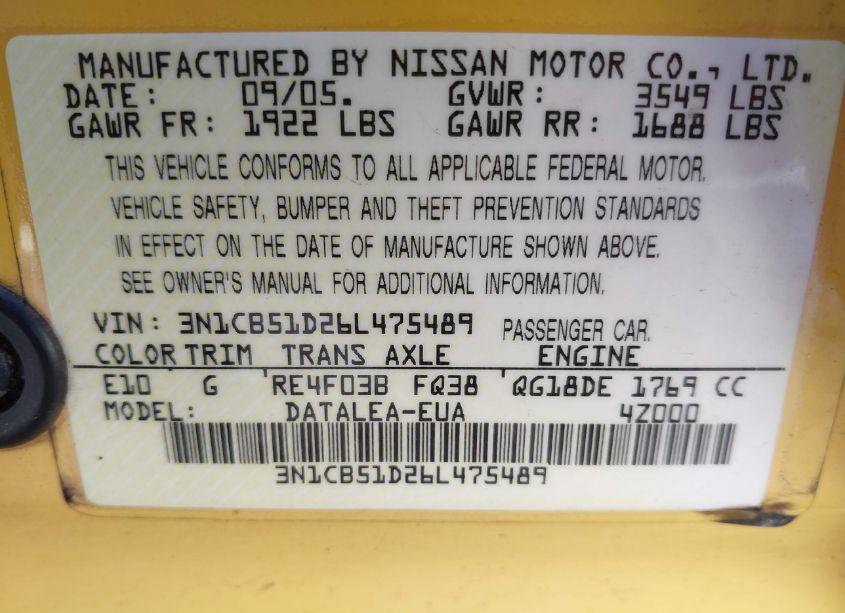 MANUFACTURED BY NISSAN MOTOR CO., LTD.
DATE: 09/05. GVWR: 3549 LBS
GAWR FR: 1922 LBS GAWR RR: 1688 LBS
THIS VEHICLE CONFORMS TO ALL APPLICABLE FEDERAL MOTOR.
VEHICLE SAFETY, BUMPER AND THEFT PREVENTION STANDARDS
IN EFFECT ON THE DATE OF MANUFACTURE SHOWN ABOVE.
SEE OWNER'S MANUAL FOR ADDITIONAL INFORMATION.
VIN: 3N1CB51D26L475489 PASSENGER CAR.
COLOR TRIM TRANS AXLE ENGINE
E10 G RE4F03B FQ38 QG18DE 1769 CC
MODEL: DATALEA-EUA 4Z000
3N1CB51D26L475489